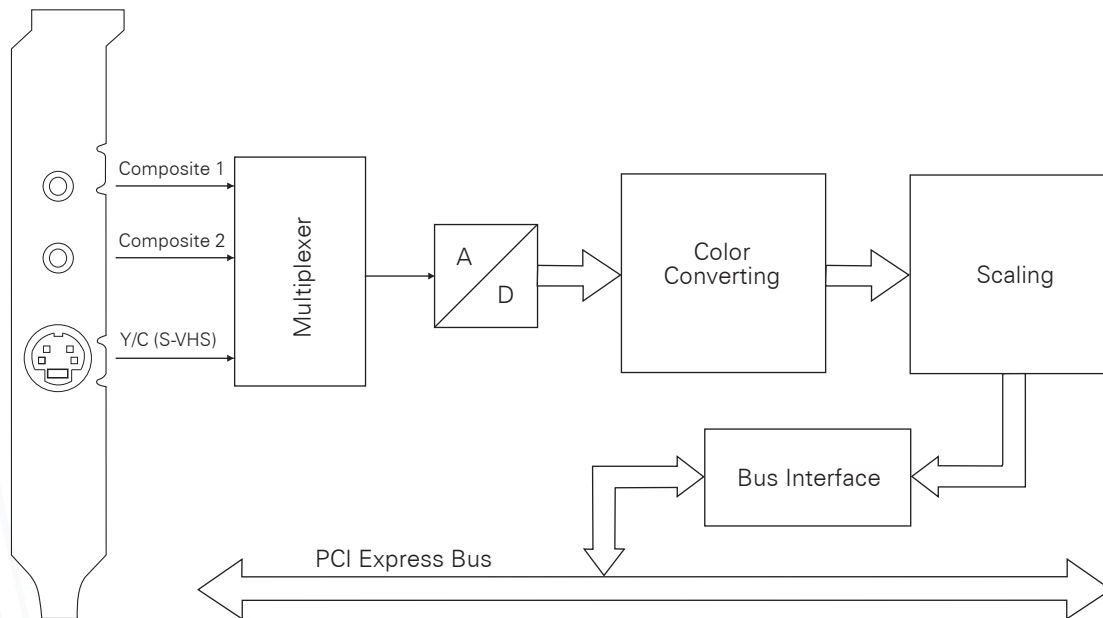 Composite 1
Composite 2
Y/C (S-VHS)
Multiplexer
A
D
Color
Converting
Scaling
Bus Interface
PCI Express Bus